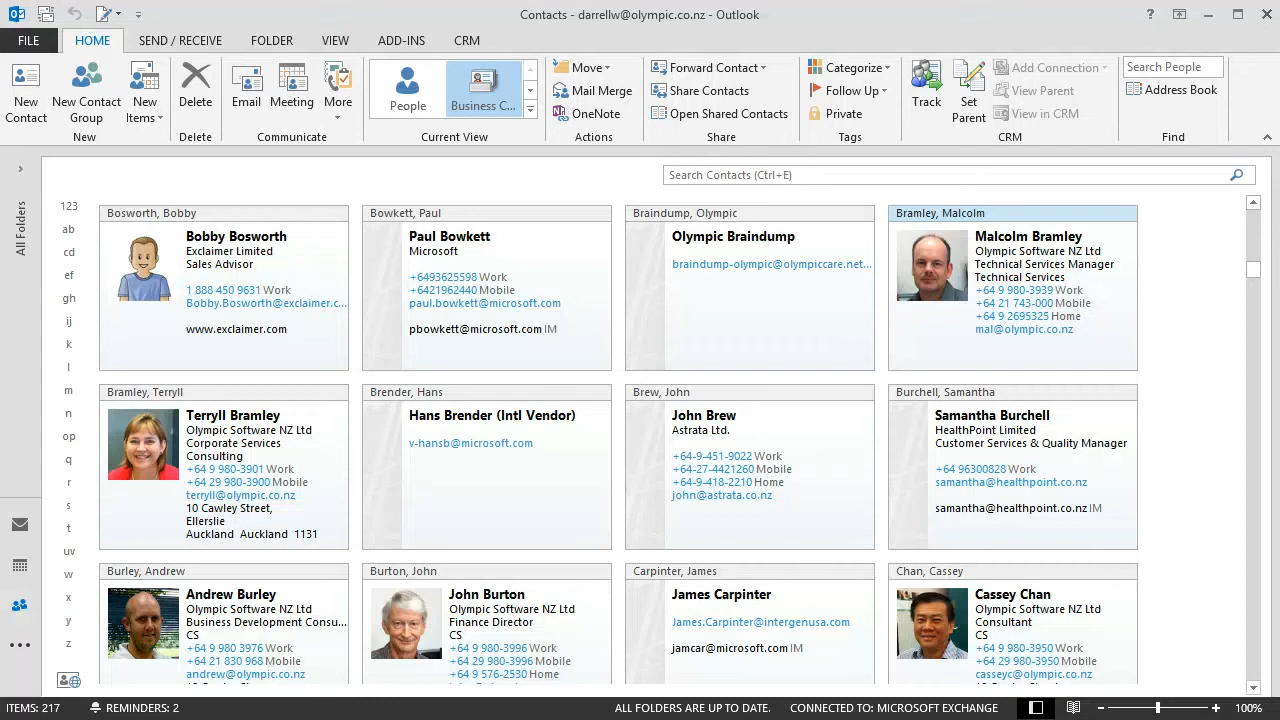 Contacts - darrellw@olympic.co.nz - Outlook
FILE HOME SEND / RECEIVE FOLDER VIEW ADD-INS CRM
New Contact
New Contact Group
New Items
New
Delete
Delete
Email
Meeting
More
Communicate
People
Business C...
Current View
Move
Mail Merge
OneNote
Actions
Forward Contact
Share Contacts
Open Shared Contacts
Share
Categorize
Follow Up
Private
Tags
Track
Set Parent
Add Connection
View Parent
View in CRM
CRM
Search People
Address Book
Find
All Folders
Search Contacts (Ctrl+E)
123
ab
cd
ef
gh
ij
k
l
m
n
op
q
r
s
t
uv
w
x
y
z
Bosworth, Bobby
Bobby Bosworth
Exclaimer Limited
Sales Advisor
1 888 450 9631 Work
Bobby.Bosworth@exclaimer.c...
www.exclaimer.com
Bowkett, Paul
Paul Bowkett
Microsoft
+6493625598 Work
+6421962440 Mobile
paul.bowkett@microsoft.com
pbowkett@microsoft.com IM
Braindump, Olympic
Olympic Braindump
braindump-olympic@olympiccare.net...
Bramley, Malcolm
Malcolm Bramley
Olympic Software NZ Ltd
Technical Services Manager
Technical Services
+64 9 980-3939 Work
+64 21 743-000 Mobile
+64 9 2695325 Home
mal@olympic.co.nz
Bramley, Terryll
Terryll Bramley
Olympic Software NZ Ltd
Corporate Services
Consulting
+64 9 980-3901 Work
+64 29 980-3900 Mobile
terryll@olympic.co.nz
10 Cawley Street,
Ellerslie
Auckland Auckland 1131
Brender, Hans
Hans Brender (Intl Vendor)
v-hansb@microsoft.com
Brew, John
John Brew
Astrata Ltd.
+64-9-451-9022 Work
+64-27-4421260 Mobile
+64-9-418-2210 Home
john@astrata.co.nz
Burchell, Samantha
Samantha Burchell
HealthPoint Limited
Customer Services & Quality Manager
+64 96300828 Work
samantha@healthpoint.co.nz
samantha@healthpoint.co.nz IM
Burley, Andrew
Andrew Burley
Olympic Software NZ Ltd
Business Development Consu...
CS
+64 9 980 3976 Work
+64 21 830 968 Mobile
andrew@olympic.co.nz
Burton, John
John Burton
Olympic Software NZ Ltd
Finance Director
CS
+64 9 980-3996 Work
+64 29 980-3996 Mobile
+64 9 576-2530 Home
Carpinter, James
James Carpinter
James.Carpinter@intergenusa.com
jamcar@microsoft.com IM
Chan, Cassey
Cassey Chan
Olympic Software NZ Ltd
Consultant
CS
+64 9 980-3950 Work
+64 29 980-3950 Mobile
casseyc@olympic.co.nz
ITEMS: 217 REMINDERS: 2 ALL FOLDERS ARE UP TO DATE. CONNECTED TO: MICROSOFT EXCHANGE 100%